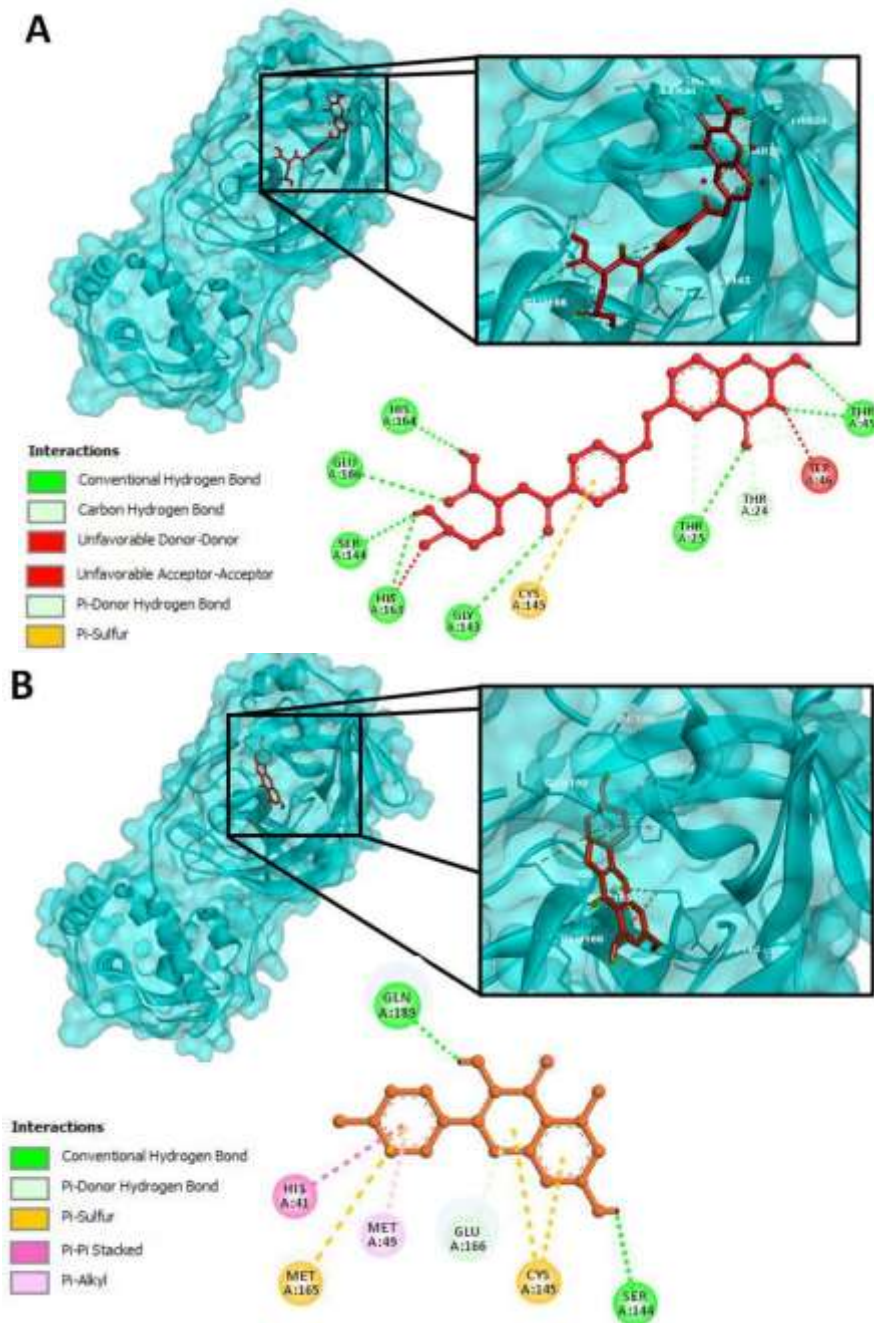 A
HIS
A:164
GLU
A:166
SER
A:144
HIS
A:163
GLY
A:143
CYS
A:145
THR
A:25
THR
A:24
A:46
THR
A:45
Interactions
Conventional Hydrogen Bond
Carbon Hydrogen Bond
Unfavorable Donor-Donor
Unfavorable Acceptor-Acceptor
Pi-Donor Hydrogen Bond
Pi-Sulfur
B
GLN
A:189
HIS
A:41
MET
A:49
GLU
A:166
MET
A:165
CYS
A:145
SER
A:144
Interactions
Conventional Hydrogen Bond
Pi-Donor Hydrogen Bond
Pi-Sulfur
Pi-Pi Stacked
Pi-Alkyl